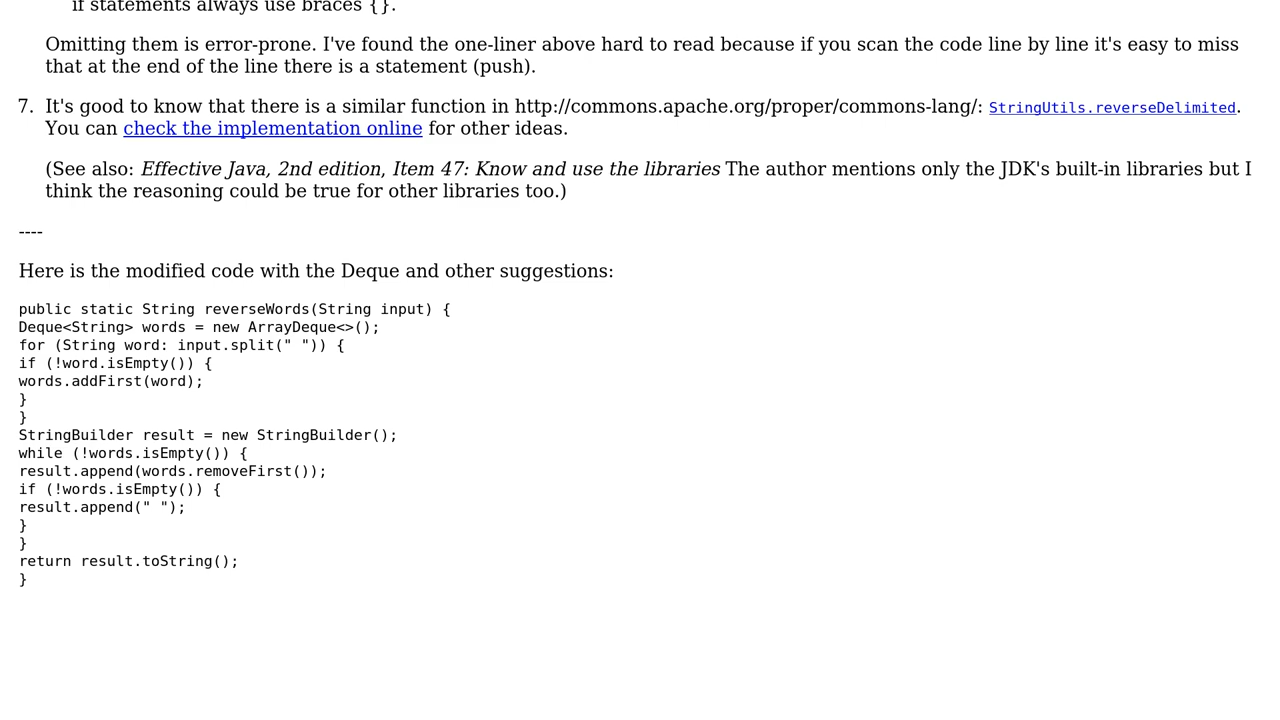 if statements always use braces {}.
Omitting them is error-prone. I've found the one-liner above hard to read because if you scan the code line by line it's easy to miss
that at the end of the line there is a statement (push).
7. It's good to know that there is a similar function in http://commons.apache.org/proper/commons-lang/: StringUtils.reverseDelimited.
You can check the implementation online for other ideas.
(See also: Effective Java, 2nd edition, Item 47: Know and use the libraries The author mentions only the JDK's built-in libraries but I
think the reasoning could be true for other libraries too.)
----
Here is the modified code with the Deque and other suggestions:
public static String reverseWords(String input) {
Deque<String> words = new ArrayDeque<>();
for (String word: input.split(" ")) {
if (!word.isEmpty()) {
words.addFirst(word);
}
}
StringBuilder result = new StringBuilder();
while (!words.isEmpty()) {
result.append(words.removeFirst());
if (!words.isEmpty()) {
result.append(" ");
}
}
return result.toString();
}